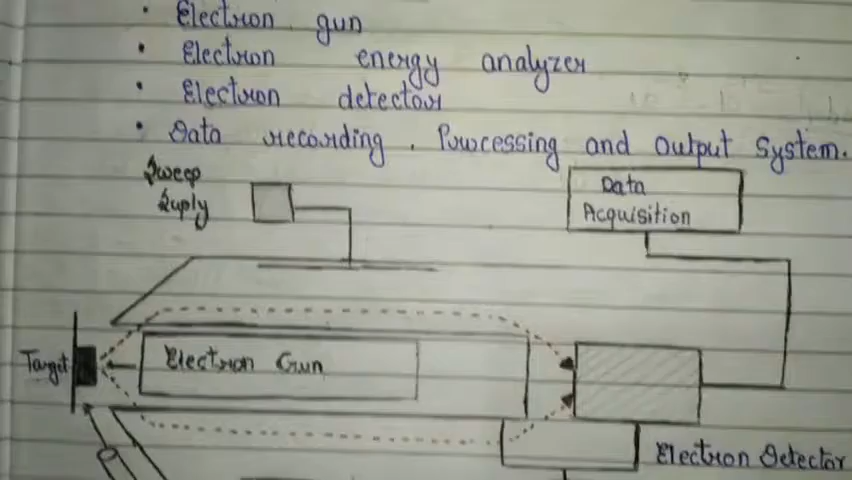 • Electron gun
• Electron energy analyzer
• Electron detector
• Data recording, Processing and Output System.
Sweep
Suply
Data
Acquisition
Target
Electron Gun
Electron Detector